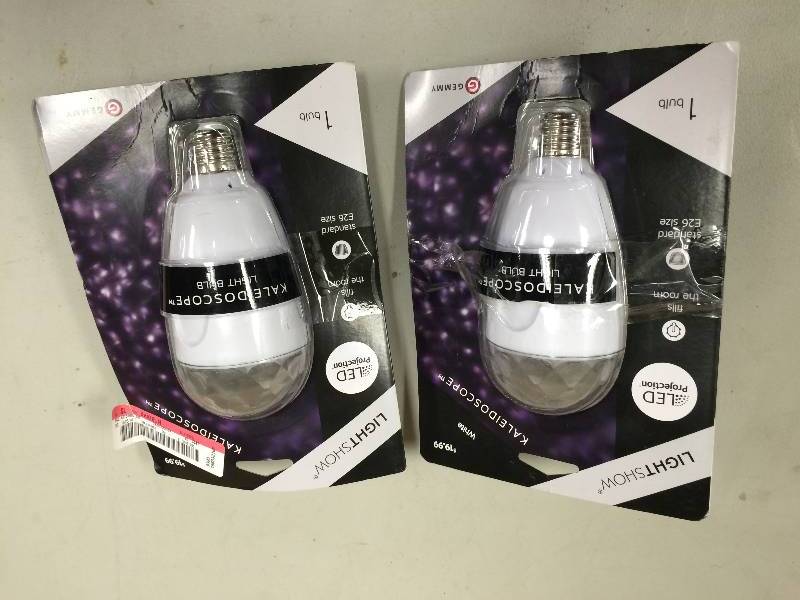 LIGHTSHOW®
$19.99
KALEIDOSCOPE™
LED
Projection
KALEIDOSCOPE™
LIGHT BULB
fills
the room
standard
E26 size
1 bulb
GEMMY
LIGHTSHOW®
$19.99
White
KALEIDOSCOPE™
LED
Projection
KALEIDOSCOPE™
LIGHT BULB
fills
the room
standard
E26 size
1 bulb
GEMMY